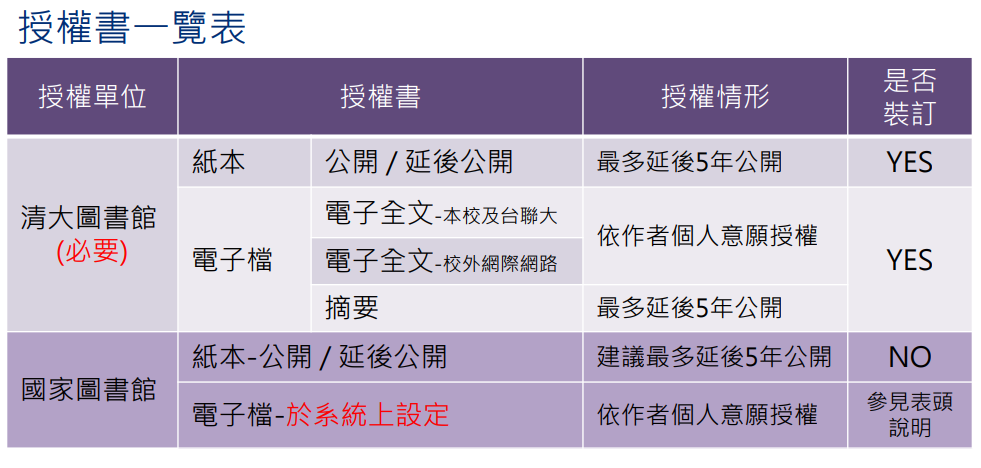 授權書一覽表
授權單位 授權書 授權情形 是否
裝訂
清大圖書館
(必要)
紙本 公開 / 延後公開 最多延後5年公開 YES
電子檔
電子全文-本校及台聯大
電子全文-校外網際網路
依作者個人意願授權
摘要 最多延後5年公開
YES
國家圖書館
紙本-公開 / 延後公開 建議最多延後5年公開 NO
電子檔-於系統上設定 依作者個人意願授權 參見表頭
說明